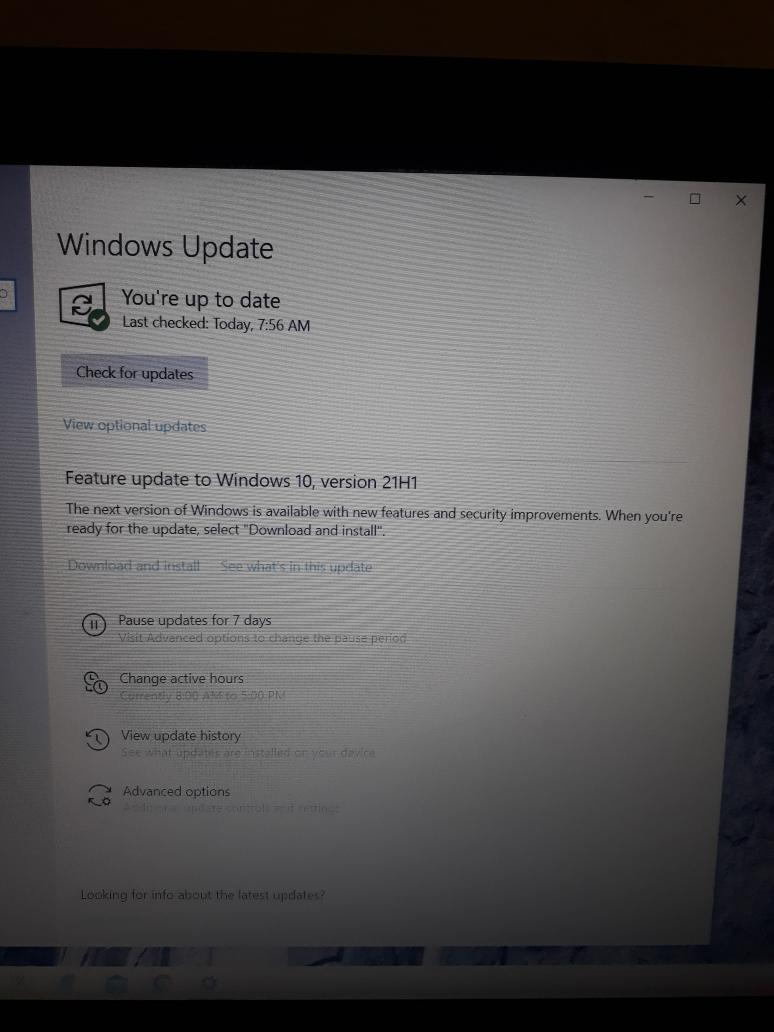 Windows Update
You're up to date
Last checked: Today, 7:56 AM
Check for updates
View optional updates
Feature update to Windows 10, version 21H1
The next version of Windows is available with new features and security improvements. When you're
ready for the update, select "Download and install".
Download and install See what's in this update
Pause updates for 7 days
Visit Advanced options to change the pause period
Change active hours
Currently 8:00 AM to 5:00 PM
View update history
See what updates are installed on your device
Advanced options
Additional update controls and settings
Looking for info about the latest updates?